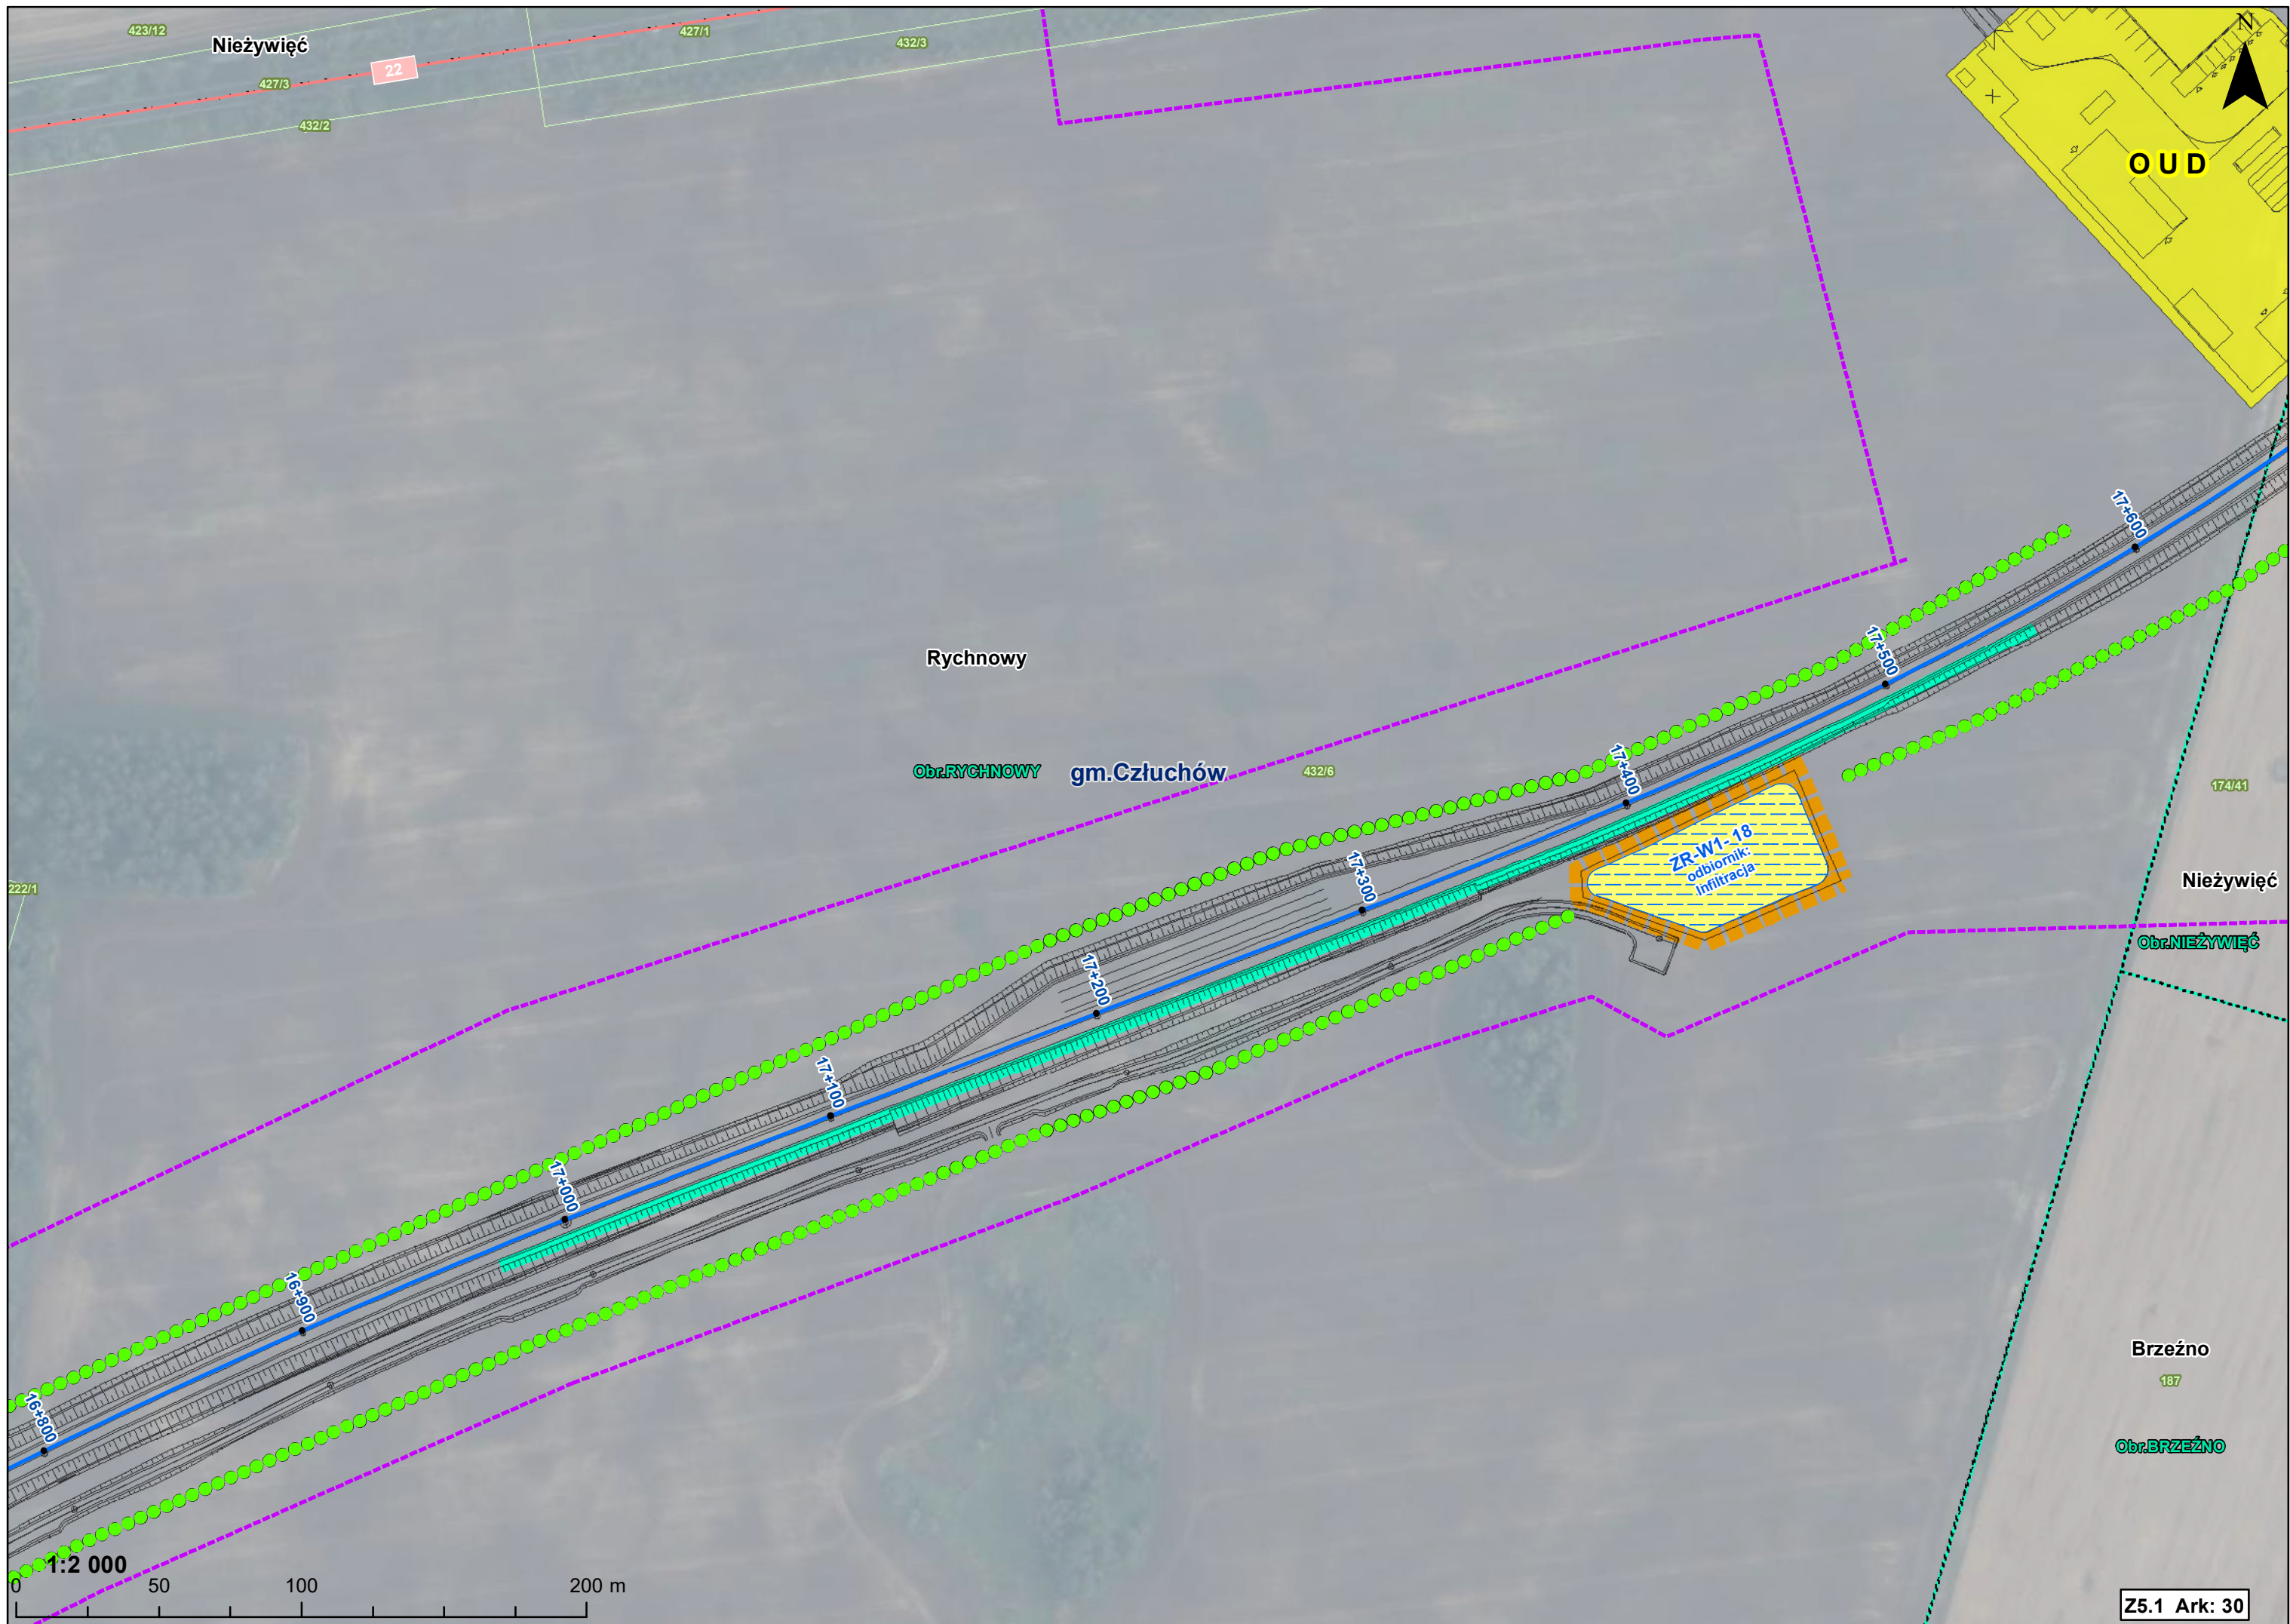 423/12
Nieżywięć
427/1
432/3
N
22
427/3
432/2
O U D
17+600
17+500
Rychnowy
Obr.RYCHNOWY
gm.Człuchów
432/6
17+400
174/41
ZR-W1-18
odbiornik:
Infiltracja
17+300
Nieżywięć
222/1
Obr.NIEŻYWIĘĆ
17+200
17+100
17+000
16+900
Brzeźno
187
16+800
Obr.BRZEŹNO
1:2 000
0 50 100 200 m
Z5.1 Ark: 30